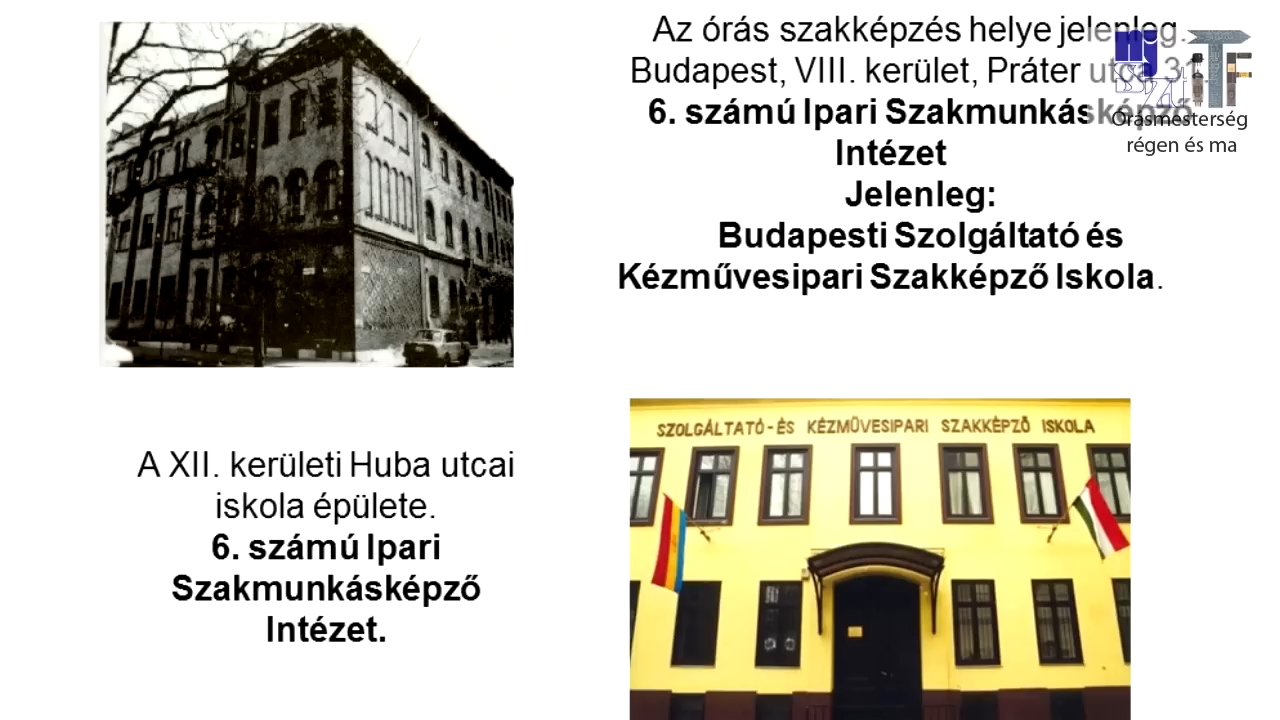 Az órás szakképzés helye jelenleg.
Budapest, VIII. kerület, Práter utca 31.
6. számú Ipari Szakmunkásképző
Intézet
Jelenleg:
Budapesti Szolgáltató és
Kézművesipari Szakképző Iskola.
ITF
Órásmesterség
régen és ma
A XII. kerületi Huba utcai
iskola épülete.
6. számú Ipari
Szakmunkásképző
Intézet.
SZOLGÁLTATÓ-ÉS KÉZMŰVESIPARI SZAKKÉPZŐ ISKOLA